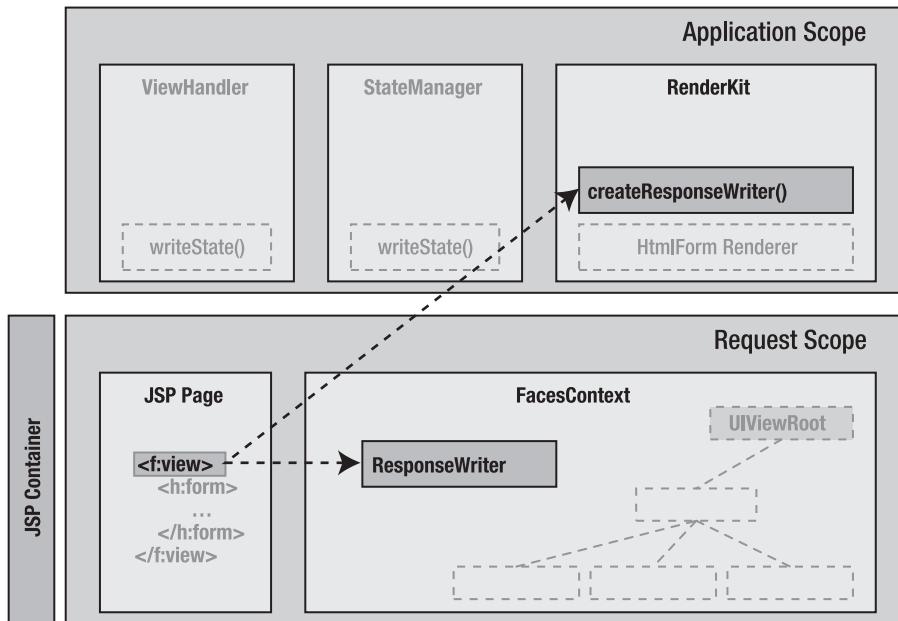 Application Scope
ViewHandler
StateManager
RenderKit
createResponseWriter()
writeState()
writeState()
HtmlForm Renderer
JSP Container
Request Scope
JSP Page
FacesContext
UIViewRoot
<f:view>
ResponseWriter
<h:form>
...
</h:form>
</f:view>